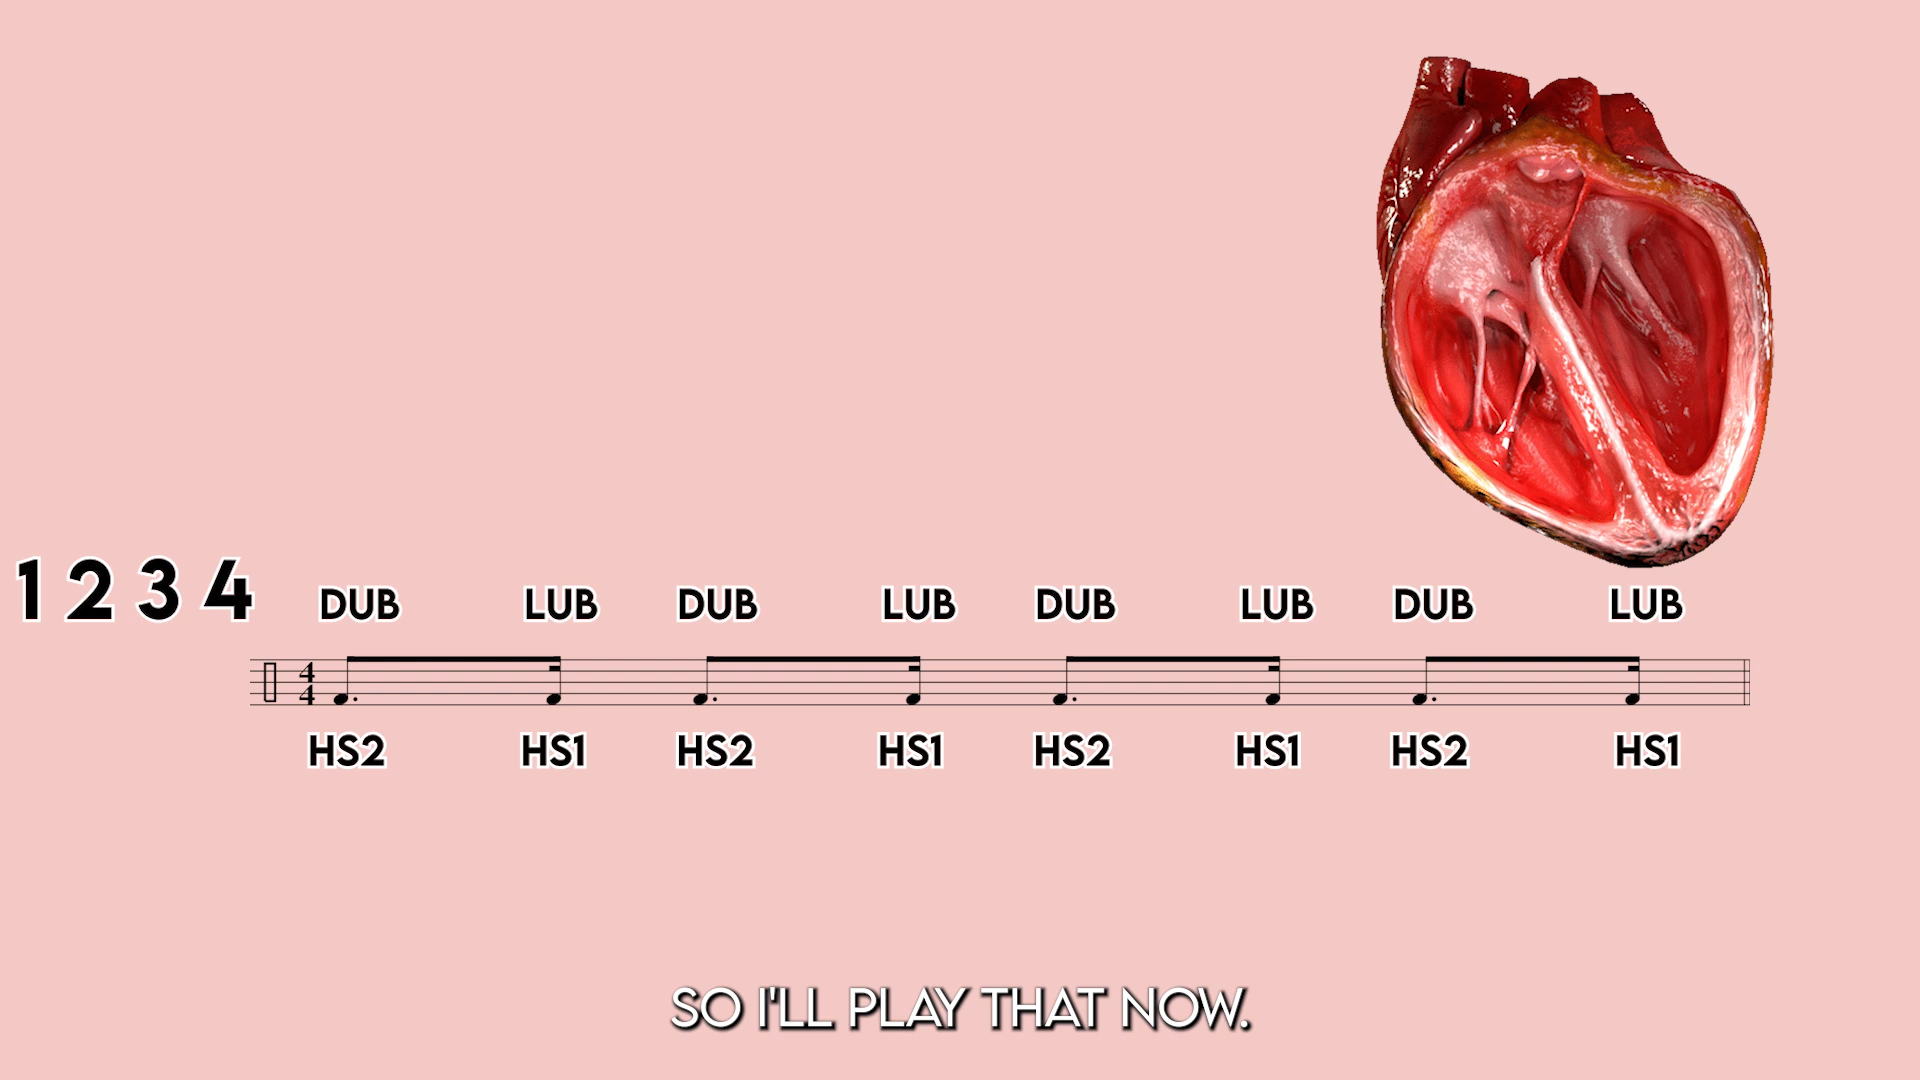 1 2 3 4 DUB LUB DUB LUB DUB LUB DUB LUB
4
4
HS2 HS1 HS2 HS1 HS2 HS1 HS2 HS1
SO I'LL PLAY THAT NOW.